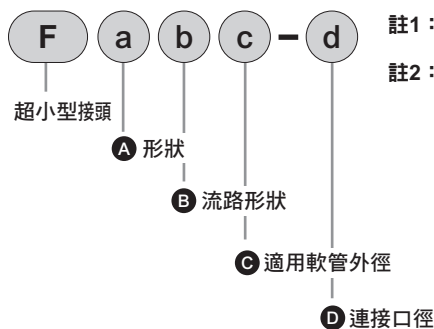 F a b c - d
註1：
註2：
超小型接頭
A 形狀
B 流路形狀
C 適用軟管外徑
D 連接口徑